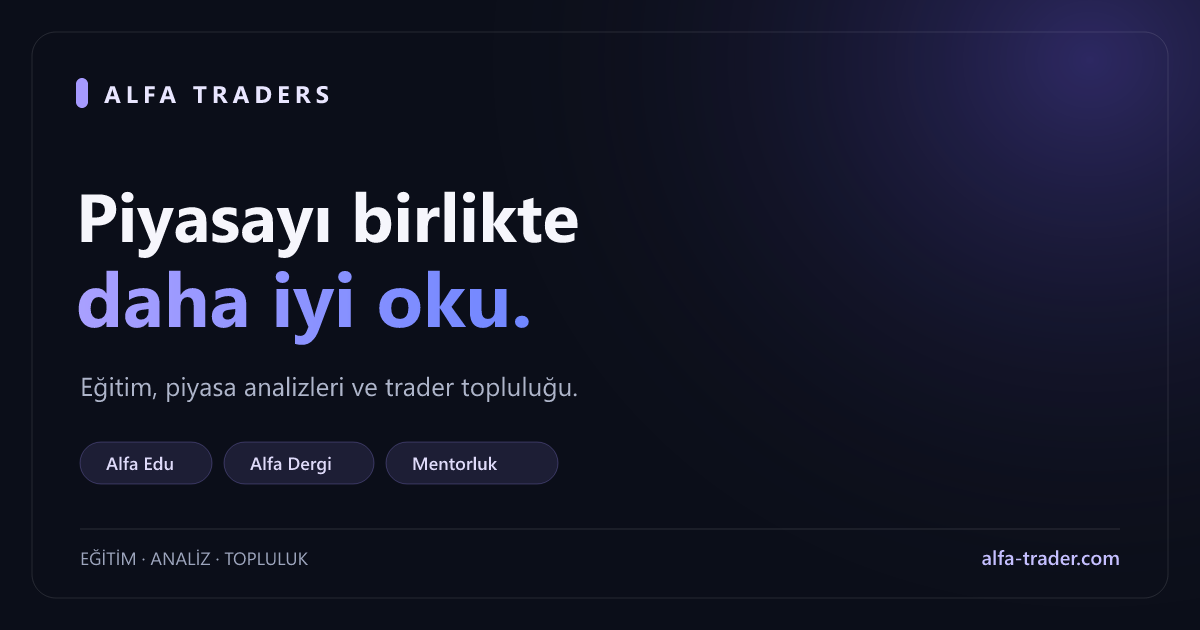 ALFA TRADERS
Piyasayı birlikte
daha iyi oku.
Eğitim, piyasa analizleri ve trader topluluğu.
Alfa Edu
Alfa Dergi
Mentorluk
EĞİTİM · ANALİZ · TOPLULUK
alfa-trader.com